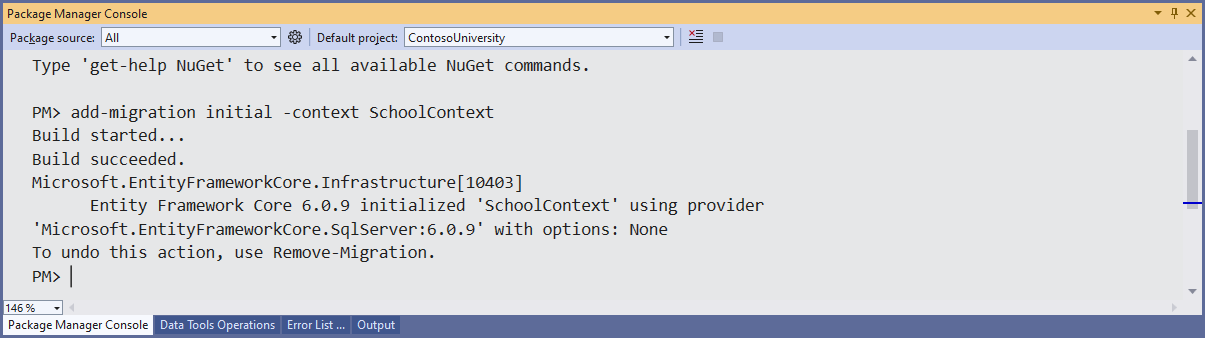 Package Manager Console
Package source: All Default project: ContosoUniversity
Type 'get-help NuGet' to see all available NuGet commands.
PM> add-migration initial -context SchoolContext
Build started...
Build succeeded.
Microsoft.EntityFrameworkCore.Infrastructure[10403]
Entity Framework Core 6.0.9 initialized 'SchoolContext' using provider
'Microsoft.EntityFrameworkCore.SqlServer:6.0.9' with options: None
To undo this action, use Remove-Migration.
PM>
146 %
Package Manager Console Data Tools Operations Error List ... Output